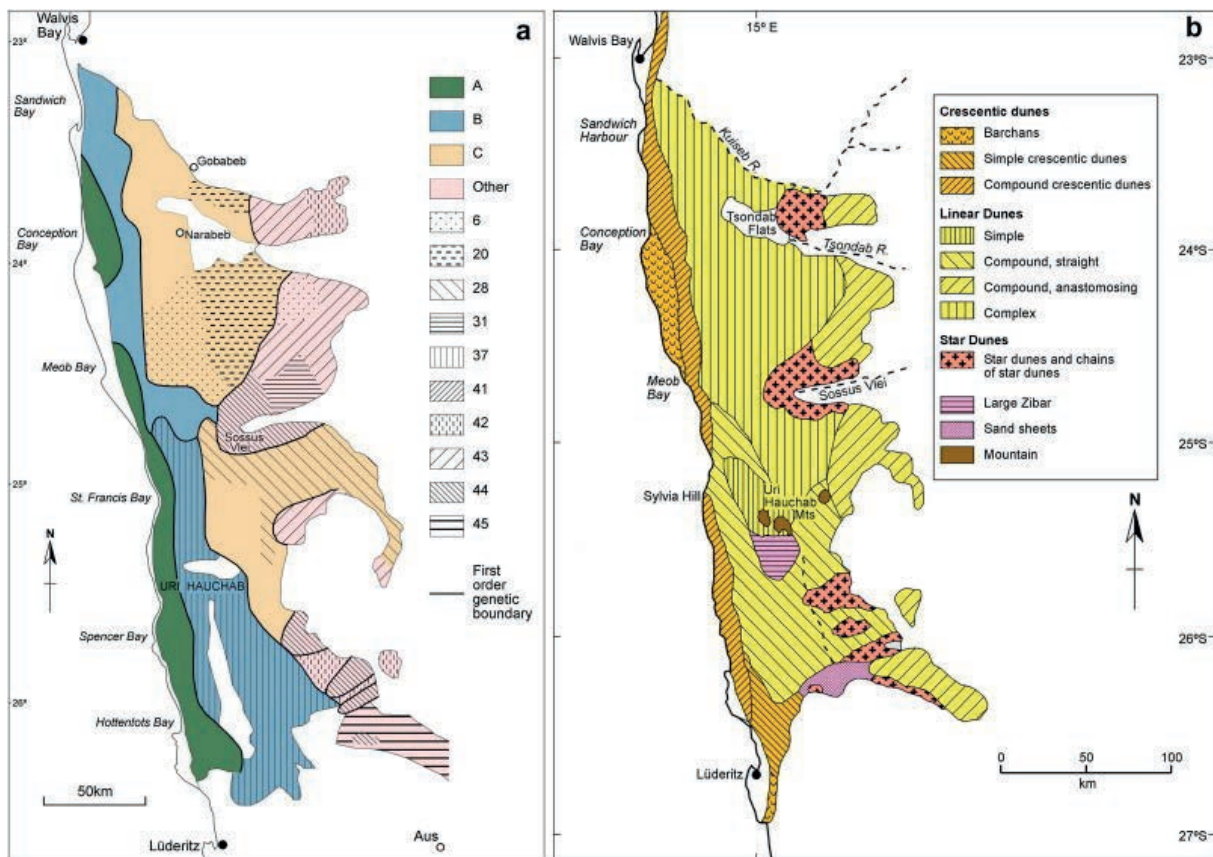 a
Walvis
Bay
23°
Sandwich
Bay
Gobabeb
Narabeb
Conception
Bay
24°
Meob Bay
Sossus
Vlei
St. Francis Bay
25°
N
URI HAUCHAB
Spencer Bay
26°
Hottentots Bay
50km
Lüderitz
Aus
A
B
C
Other
6
20
28
31
37
41
42
43
44
45
First
order
genetic
boundary
b
15° E
Walvis Bay
23°S
Sandwich
Harbour
Kuiseb R.
Conception
Bay
Tsondab
Flats
Tsondab R.
24°S
Meob
Bay
Sossus Vlei
25°S
Sylvia Hill
Uri
Hauchab
Mts
N
26°S
Lüderitz
0 50 100
km
27°S
Crescentic dunes
Barchans
Simple crescentic dunes
Compound crescentic dunes
Linear Dunes
Simple
Compound, straight
Compound, anastomosing
Complex
Star Dunes
Star dunes and chains
of star dunes
Large Zibar
Sand sheets
Mountain